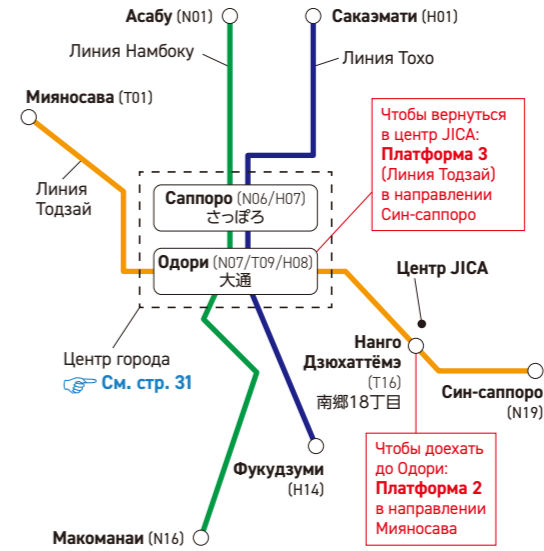 Асабу (N01)
Сакаэмати (H01)
Линия Намбоку
Линия Тохо
Мияносава (T01)
Линия
Тодзай
Чтобы вернуться
в центр JICA:
Платформа 3
(Линия Тодзай)
в направлении
Син-саппоро
Саппоро (N06/H07)
さっぽろ
Одори (N07/T09/H08)
大通
Центр JICA
Центр города
См. стр. 31
Нанго
Дзюхаттёмэ
(T16)
南郷18丁目
Син-саппоро
(N19)
Фукудзуми
(H14)
Чтобы доехать
до Одори:
Платформа 2
в направлении
Мияносава
Макоманаи (N16)